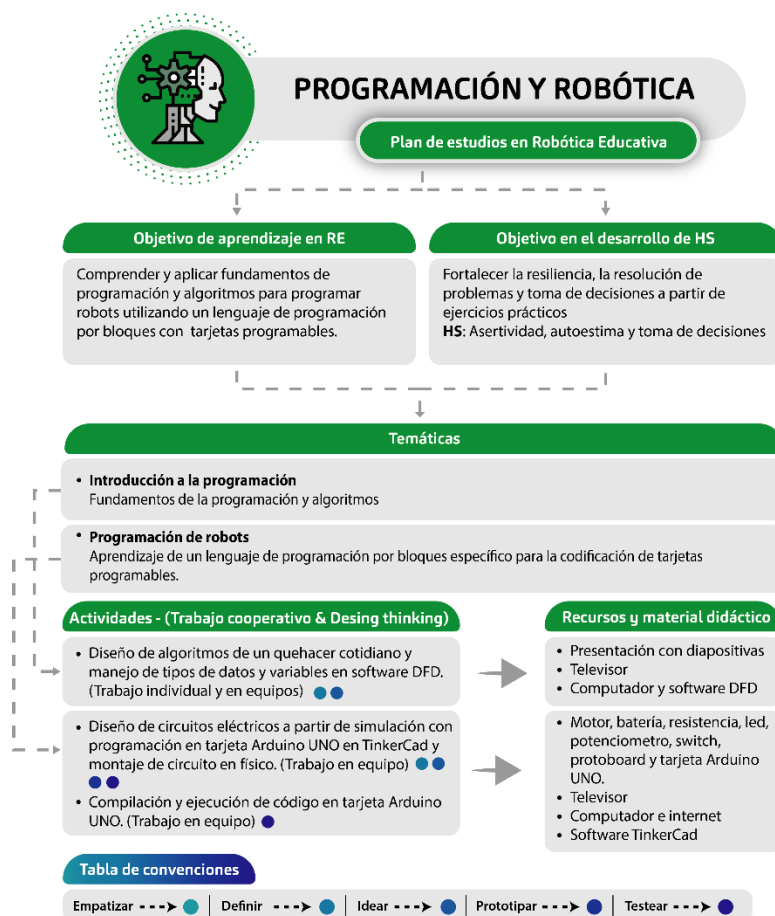 PROGRAMACIÓN Y ROBÓTICA
Plan de estudios en Robótica Educativa
Objetivo de aprendizaje en RE
Comprender y aplicar fundamentos de
programación y algoritmos para programar
robots utilizando un lenguaje de programación
por bloques con tarjetas programables.
Objetivo en el desarrollo de HS
Fortalecer la resiliencia, la resolución de
problemas y toma de decisiones a partir de
ejercicios prácticos
HS: Asertividad, autoestima y toma de decisiones
Temáticas
• Introducción a la programación
Fundamentos de la programación y algoritmos
• Programación de robots
Aprendizaje de un lenguaje de programación por bloques específico para la codificación de tarjetas
programables.
Actividades - (Trabajo cooperativo & Desing thinking)
• Diseño de algoritmos de un quehacer cotidiano y
manejo de tipos de datos y variables en software DFD.
(Trabajo individual y en equipos)
• Diseño de circuitos eléctricos a partir de simulación con
programación en tarjeta Arduino UNO en TinkerCad y
montaje de circuito en físico. (Trabajo en equipo)
• Compilación y ejecución de código en tarjeta Arduino
UNO. (Trabajo en equipo)
Recursos y material didáctico
• Presentación con diapositivas
• Televisor
• Computador y software DFD
• Motor, batería, resistencia, led,
potenciometro, switch,
protoboard y tarjeta Arduino
UNO.
• Televisor
• Computador e internet
• Software TinkerCad
Tabla de convenciones
Empatizar
Definir
Idear
Prototipar
Testear